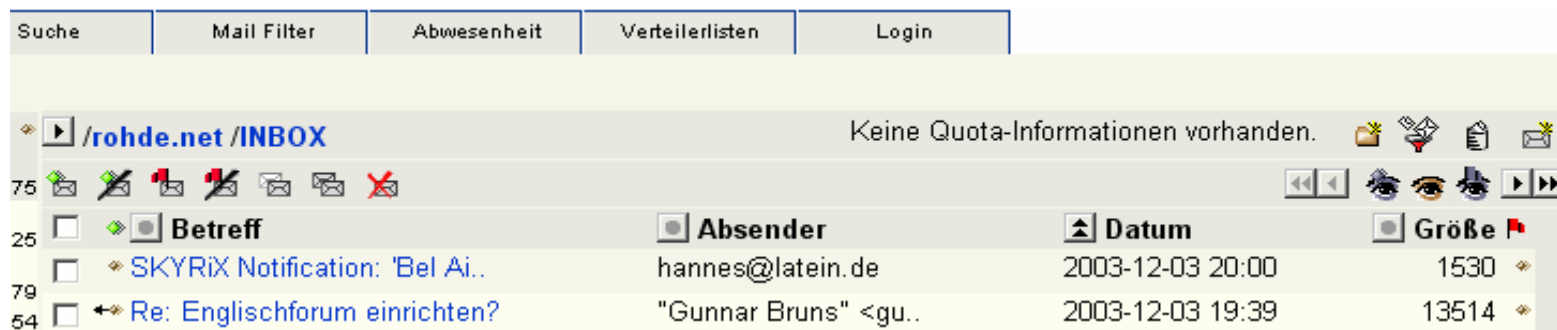 Suche Mail Filter Abwesenheit Verteilerlisten Login
/rohde.net /INBOX Keine Quota-Informationen vorhanden.
75
25 Betreff Absender Datum Größe
SKYRiX Notification: 'Bel Ai.. hannes@latein.de 2003-12-03 20:00 1530
79
54 Re: Englischforum einrichten? "Gunnar Bruns" <gu.. 2003-12-03 19:39 13514